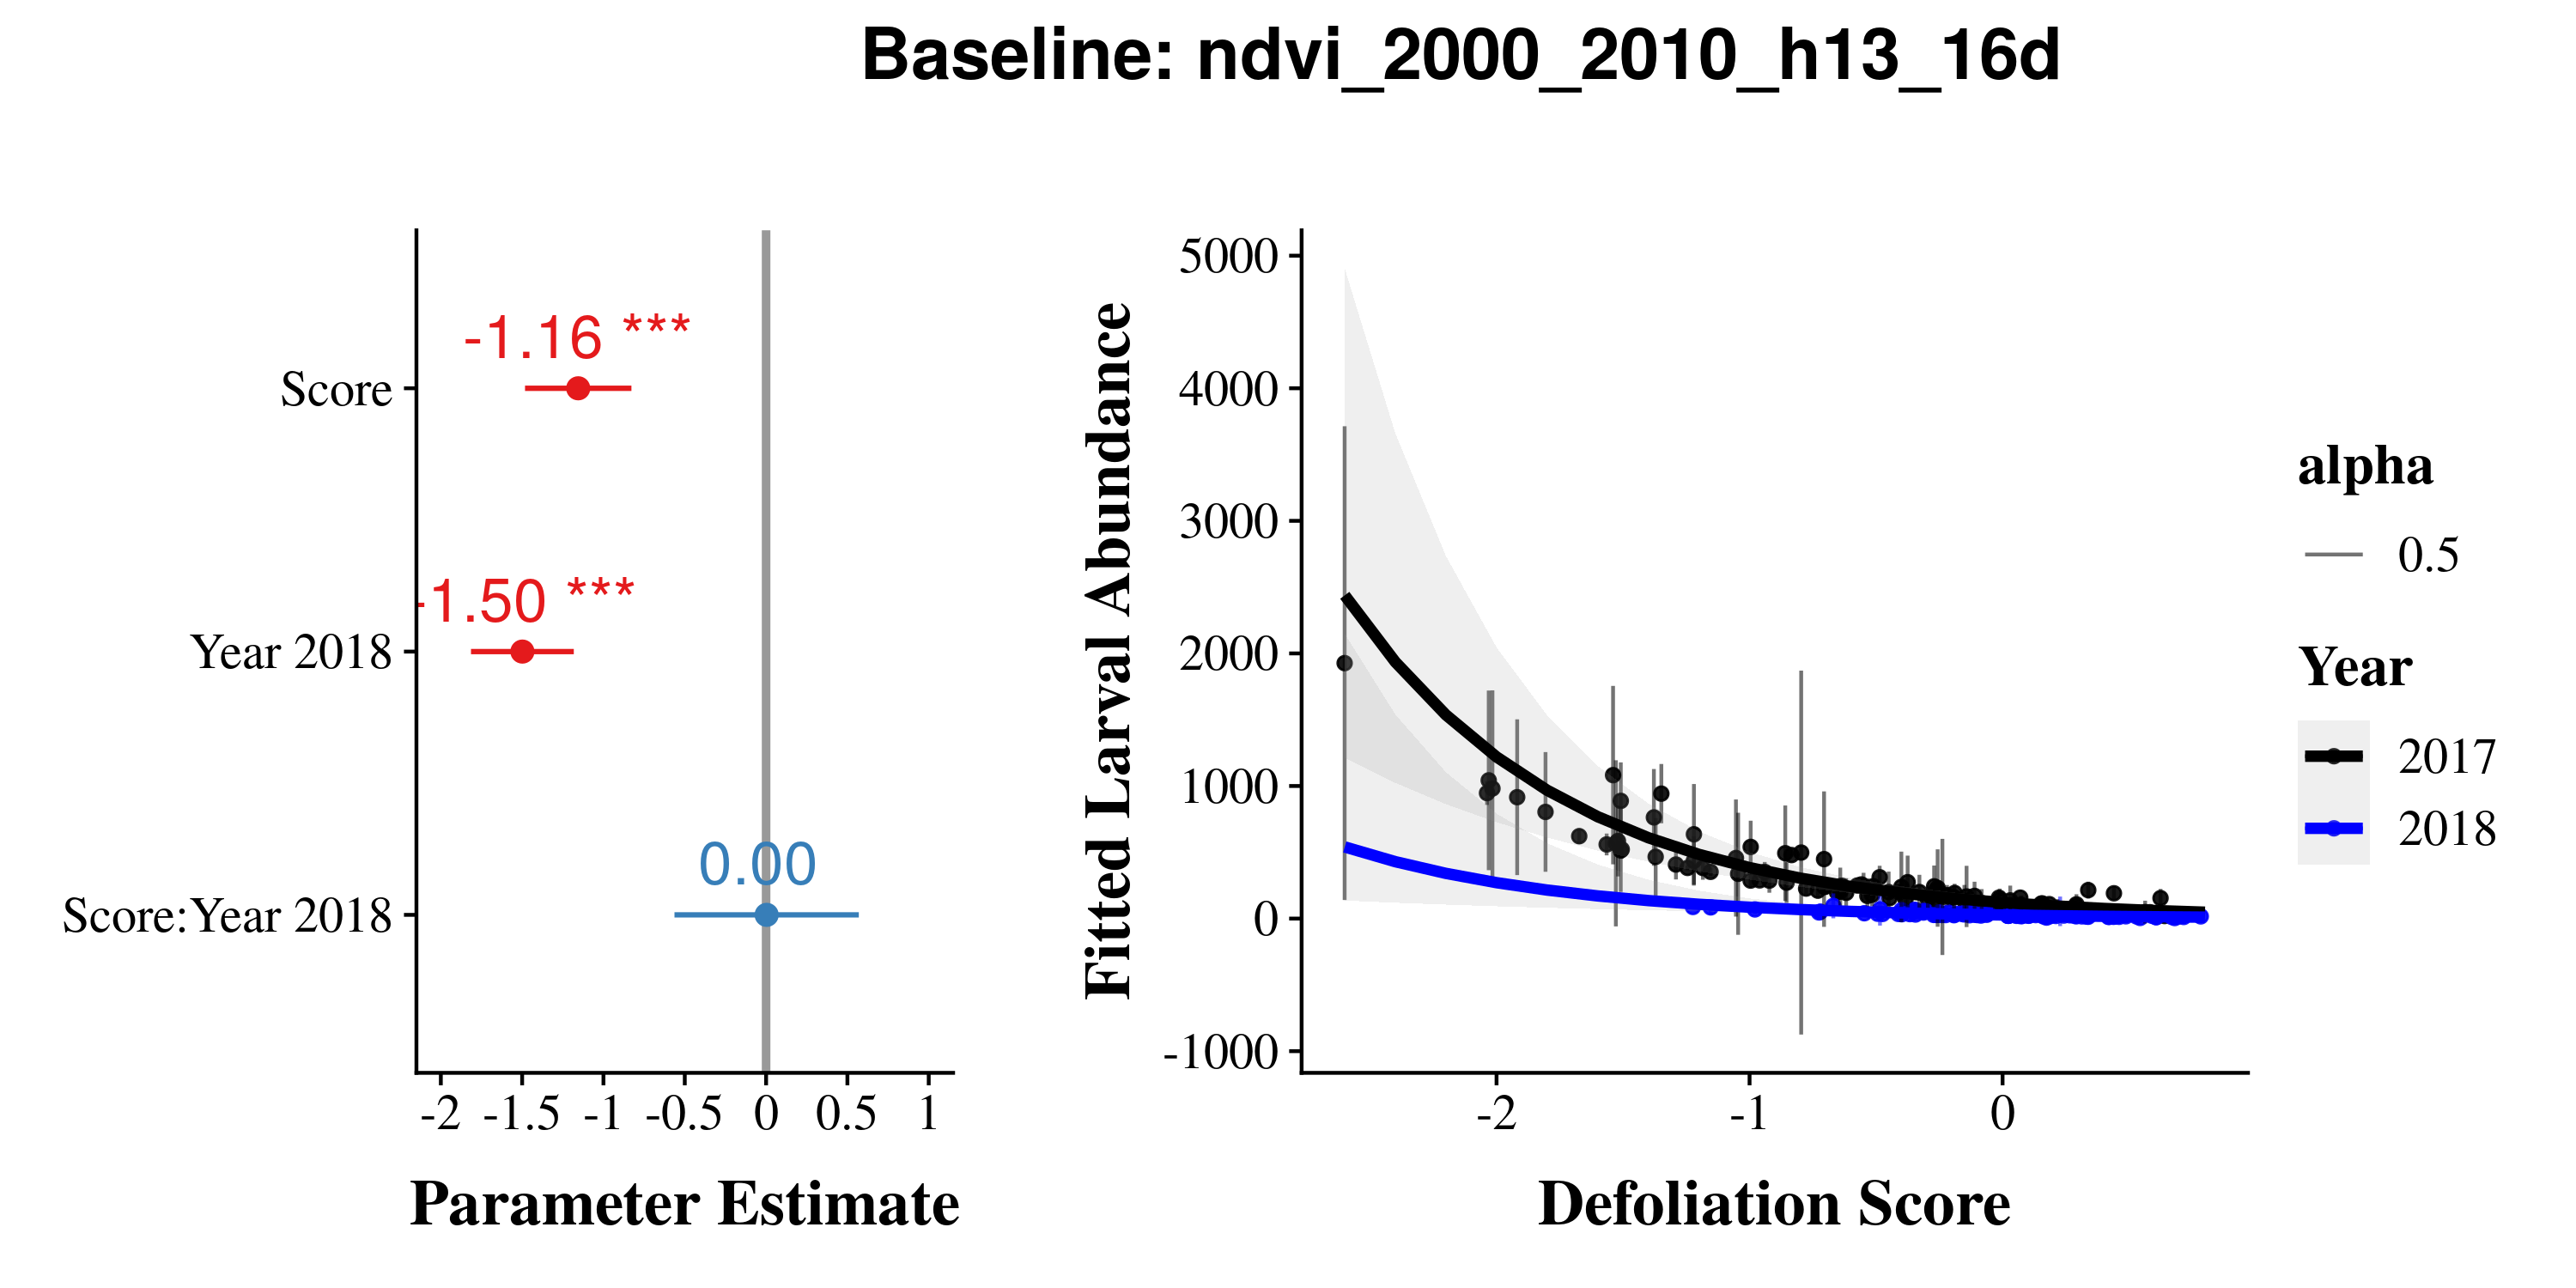 Baseline: ndvi_2000_2010_h13_16d
-1.16 ***
Score
-1.50 ***
Year 2018
0.00
Score:Year 2018
-2 -1.5 -1 -0.5 0 0.5 1
Parameter Estimate
Fitted Larval Abundance
5000
4000
3000
2000
1000
0
-1000
-2 -1 0
Defoliation Score
alpha
0.5
Year
2017
2018